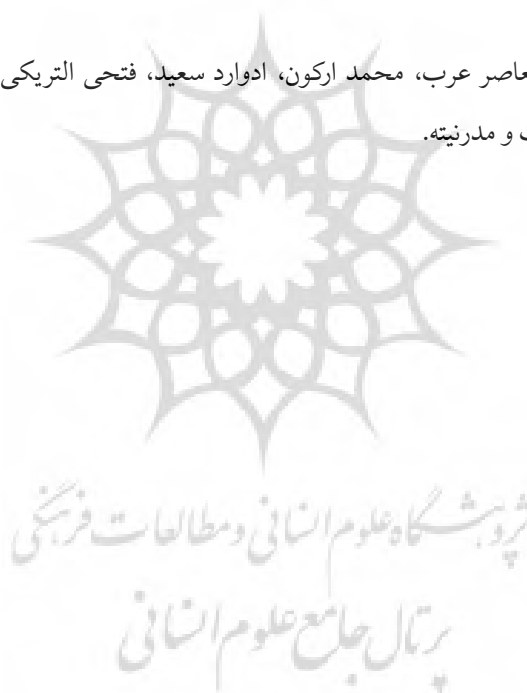 عاصر عرب، محمد ارکون، ادوارد سعید، فتحی التریکی
و مدرنیته.
پژوهشگاه علوم انسانی و مطالعات فرهنگی
پرتال جامع علوم انسانی